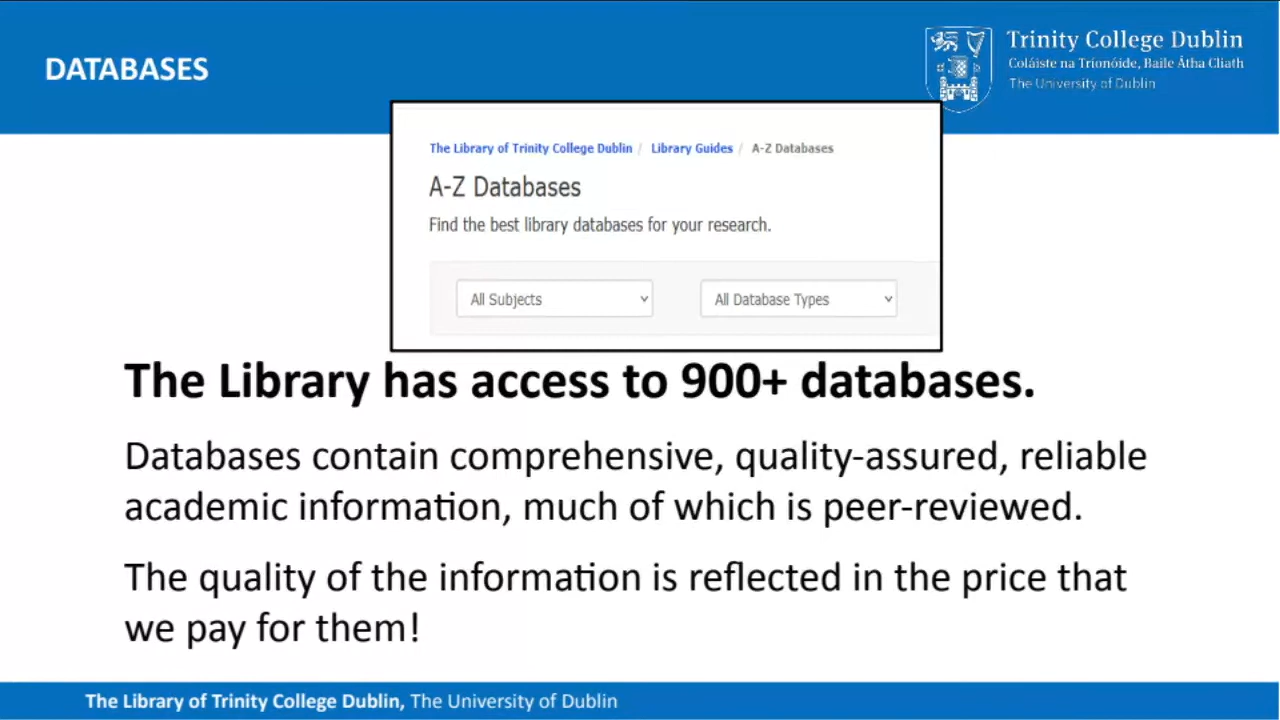 DATABASES
Trinity College Dublin
Coláiste na Tríonóide, Baile Átha Cliath
The University of Dublin
The Library of Trinity College Dublin / Library Guides / A-Z Databases
A-Z Databases
Find the best library databases for your research.
All Subjects
All Database Types
The Library has access to 900+ databases.
Databases contain comprehensive, quality-assured, reliable
academic information, much of which is peer-reviewed.
The quality of the information is reflected in the price that
we pay for them!
The Library of Trinity College Dublin, The University of Dublin